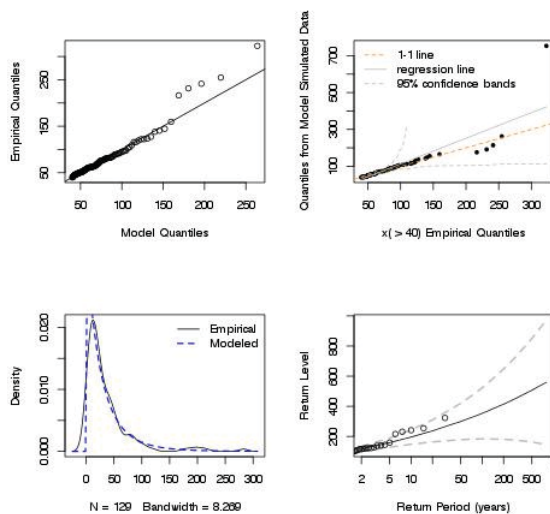 Empirical Quantiles
50
150
250
50
100
150
200
250
Model Quantiles
Quantiles from Model Simulated Data
100
300
500
700
1-1 line
regression line
95% confidence bands
50
100
150
200
250
300
x( > 40) Empirical Quantiles
Density
0.000
0.010
0.020
Empirical
Modeled
0
50
100
150
200
250
300
N = 129 Bandwidth = 8.269
Return Level
200
400
600
800
1000
2
5
10
50
500
Return Period (years)